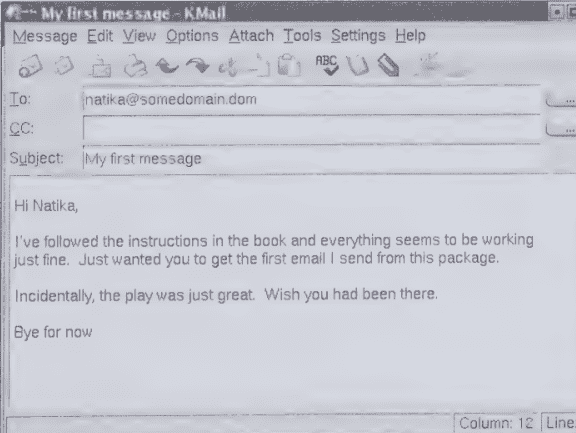 My first message - KMail
Message Edit View Options Attach Tools Settings Help
ABC
To: natika@somedomain.dom ...
CC: ...
Subject: My first message
Hi Natika,
I've followed the instructions in the book and everything seems to be working
just fine. Just wanted you to get the first email I send from this package.
Incidentally, the play was just great. Wish you had been there.
Bye for now
Column: 12 Line